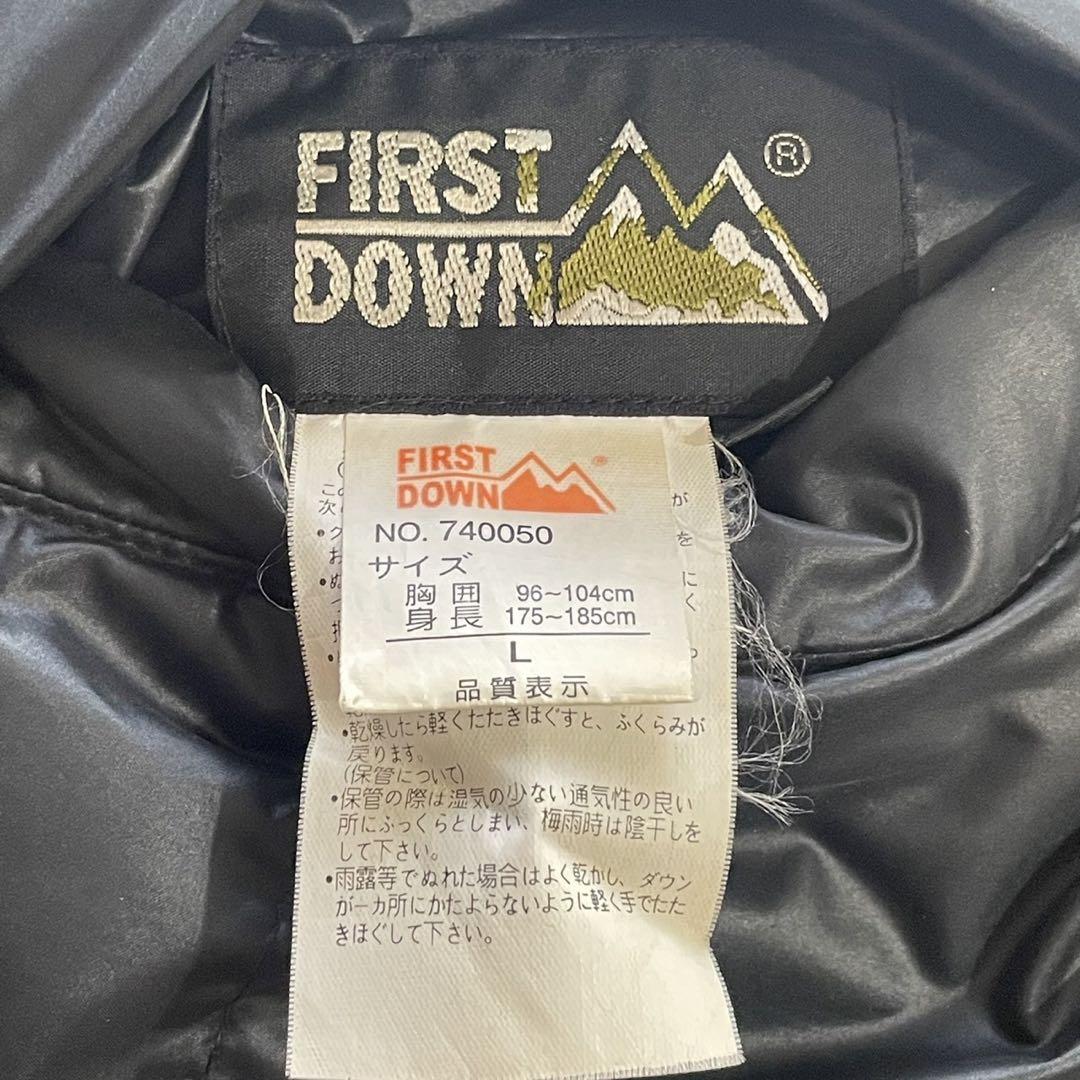 FIRST
DOWN
®
FIRST
DOWN
®
NO. 740050
サイズ
胸囲 96~104cm
身長 175~185cm
L
品質表示
•乾燥したら軽くたたきほぐすと、ふくらみが
戻ります。
(保管について)
•保管の際は湿気の少ない通気性の良い
所にふっくらとしまい、梅雨時は陰干しを
して下さい。
•雨露等でぬれた場合はよく乾かし、ダウン
が一カ所にかたよらないように軽く手でたた
きほぐして下さい。